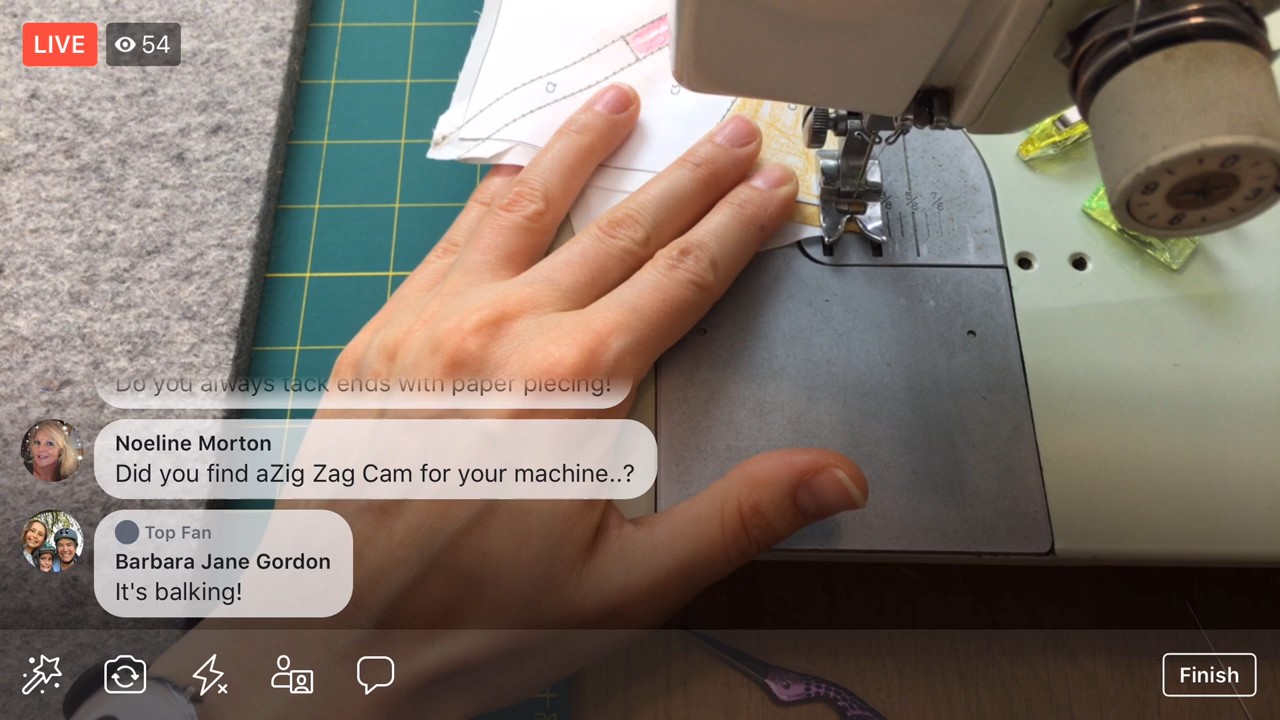 LIVE
54
Do you always tack ends with paper piecing!
Noeline Morton
Did you find aZig Zag Cam for your machine..?
Top Fan
Barbara Jane Gordon
It's balking!
Finish